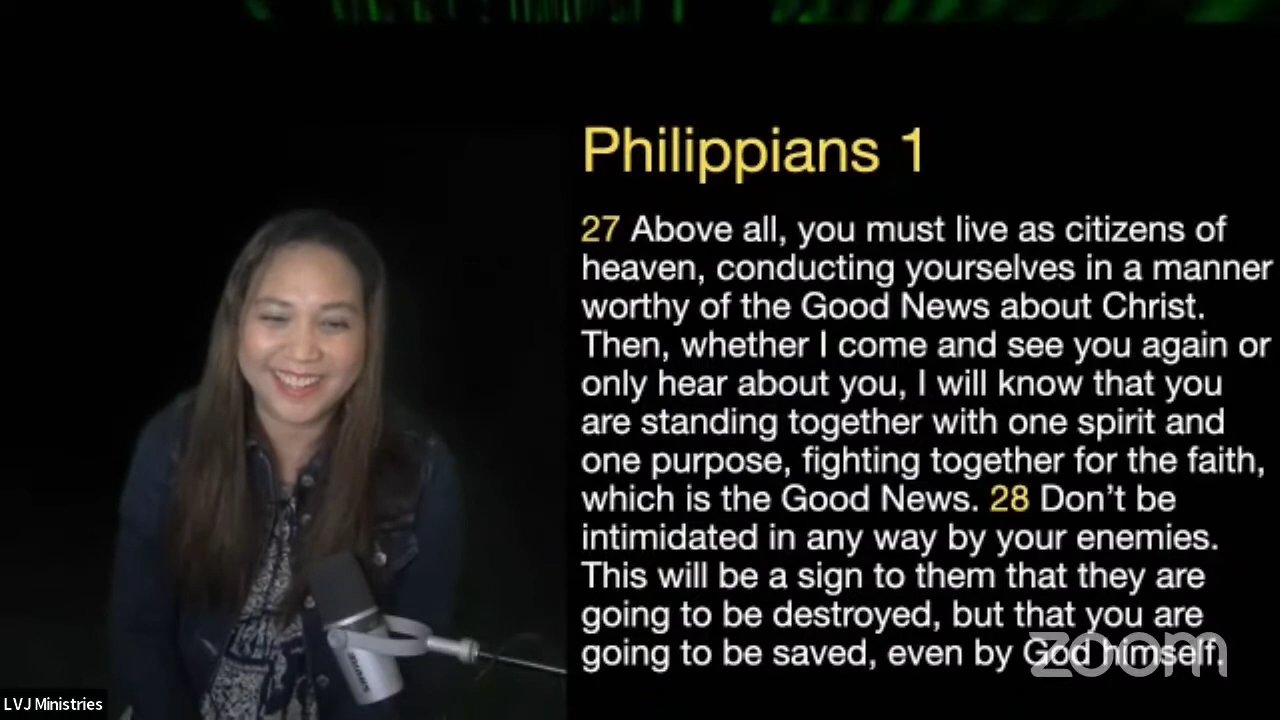 Philippians 1
27 Above all, you must live as citizens of
heaven, conducting yourselves in a manner
worthy of the Good News about Christ.
Then, whether I come and see you again or
only hear about you, I will know that you
are standing together with one spirit and
one purpose, fighting together for the faith,
which is the Good News. 28 Don’t be
intimidated in any way by your enemies.
This will be a sign to them that they are
going to be destroyed, but that you are
going to be saved, even by God himself.
zoom
SHURE
LVJ Ministries